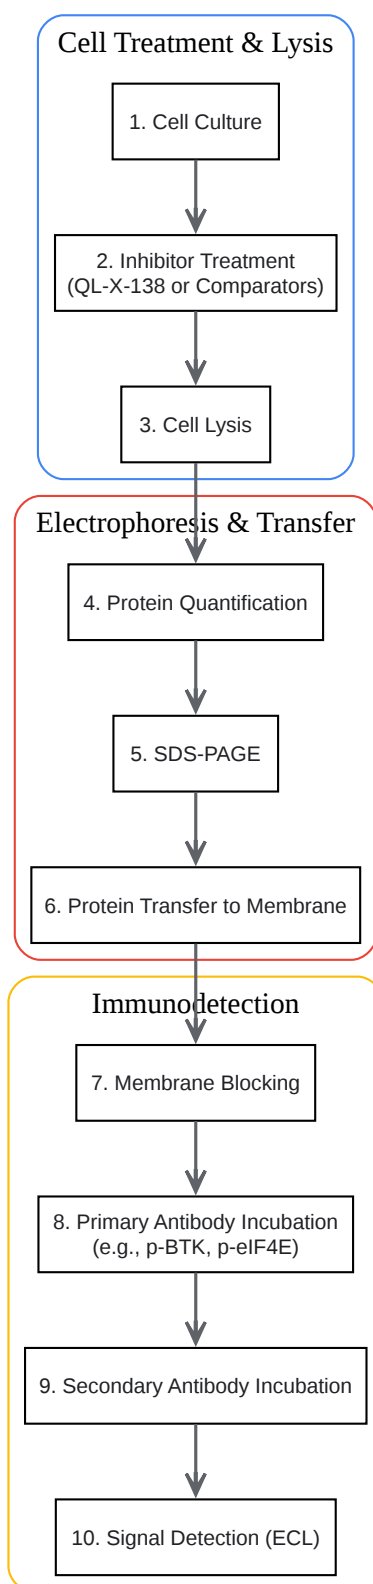 Cell Treatment & Lysis
1. Cell Culture
2. Inhibitor Treatment
(QL-X-138 or Comparators)
3. Cell Lysis
Electrophoresis & Transfer
4. Protein Quantification
5. SDS-PAGE
6. Protein Transfer to Membrane
Immunodetection
7. Membrane Blocking
8. Primary Antibody Incubation
(e.g., p-BTK, p-eIF4E)
9. Secondary Antibody Incubation
10. Signal Detection (ECL)